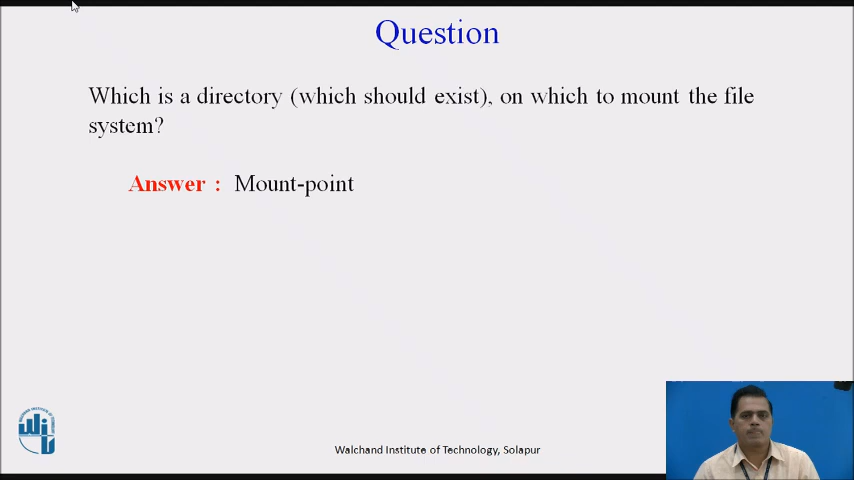 Question
Which is a directory (which should exist), on which to mount the file
system?
Answer : Mount-point
Walchand Institute of Technology, Solapur